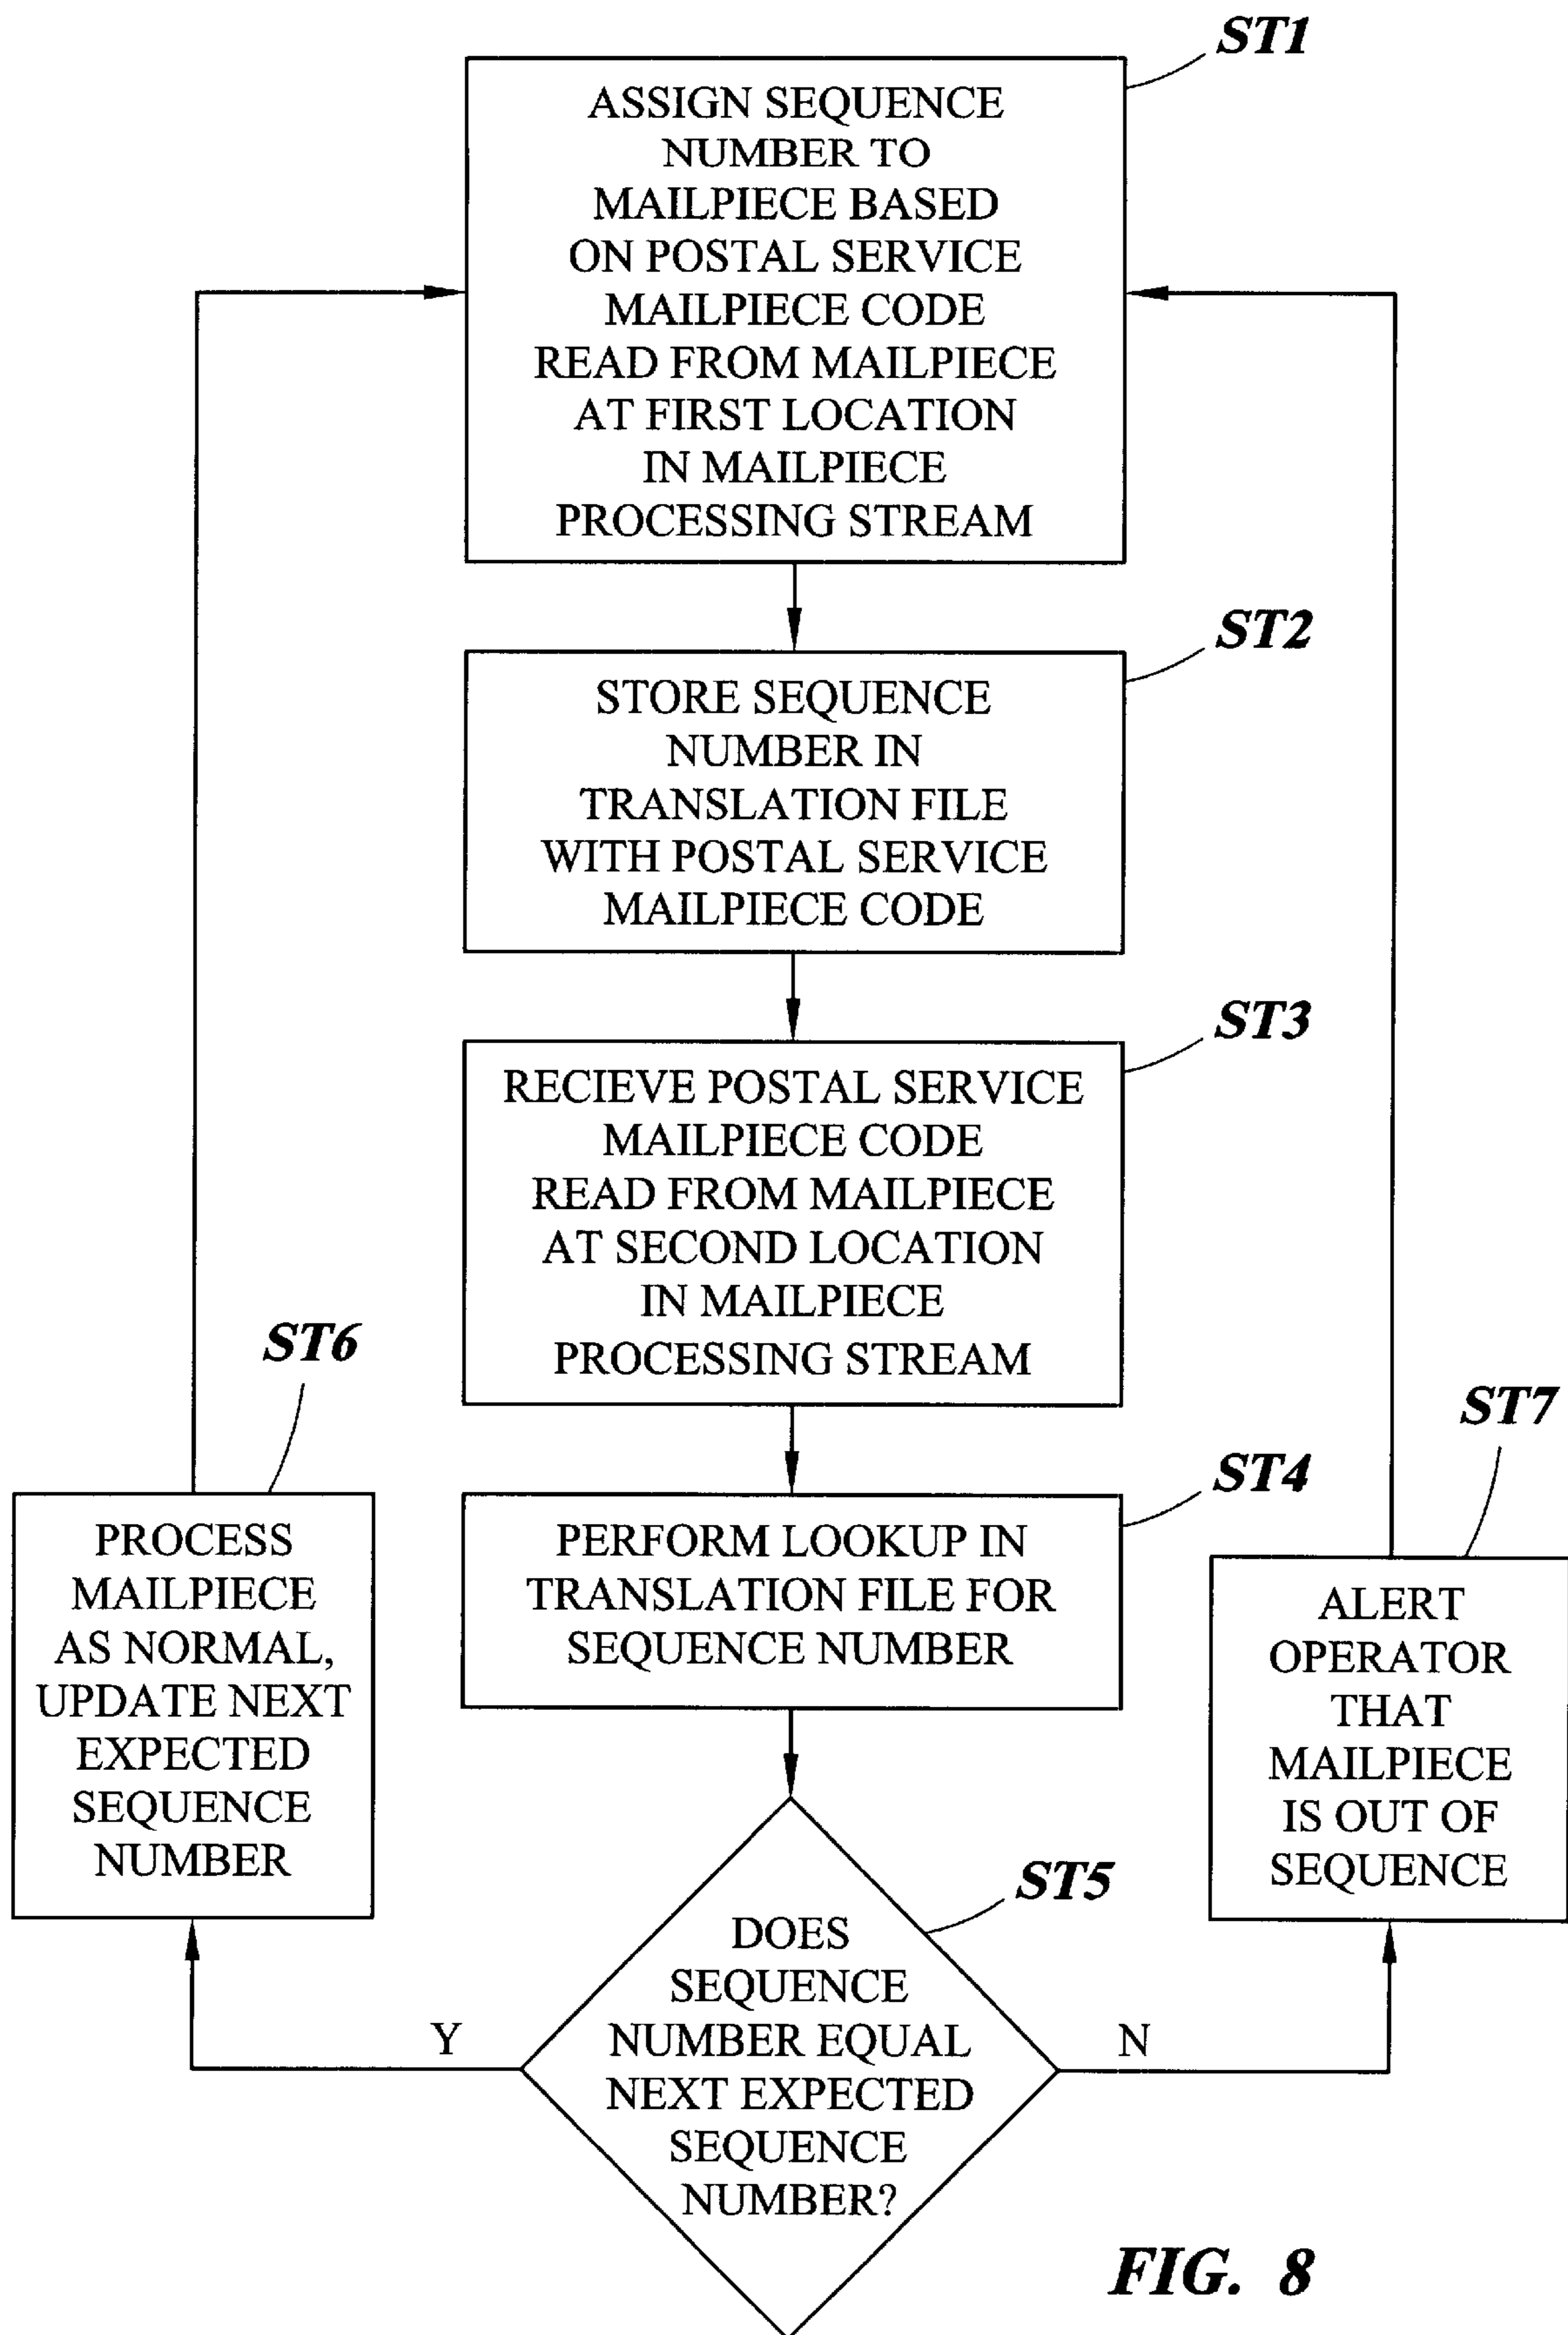 ST1
ASSIGN SEQUENCE
NUMBER TO
MAILPIECE BASED
ON POSTAL SERVICE
MAILPIECE CODE
READ FROM MAILPIECE
AT FIRST LOCATION
IN MAILPIECE
PROCESSING STREAM
ST2
STORE SEQUENCE
NUMBER IN
TRANSLATION FILE
WITH POSTAL SERVICE
MAILPIECE CODE
ST3
RECIEVE POSTAL SERVICE
MAILPIECE CODE
READ FROM MAILPIECE
AT SECOND LOCATION
IN MAILPIECE
PROCESSING STREAM
ST4
PERFORM LOOKUP IN
TRANSLATION FILE FOR
SEQUENCE NUMBER
ST5
DOES
SEQUENCE
NUMBER EQUAL
NEXT EXPECTED
SEQUENCE
NUMBER?
Y
N
ST6
PROCESS
MAILPIECE
AS NORMAL,
UPDATE NEXT
EXPECTED
SEQUENCE
NUMBER
ST7
ALERT
OPERATOR
THAT
MAILPIECE
IS OUT OF
SEQUENCE
FIG. 8